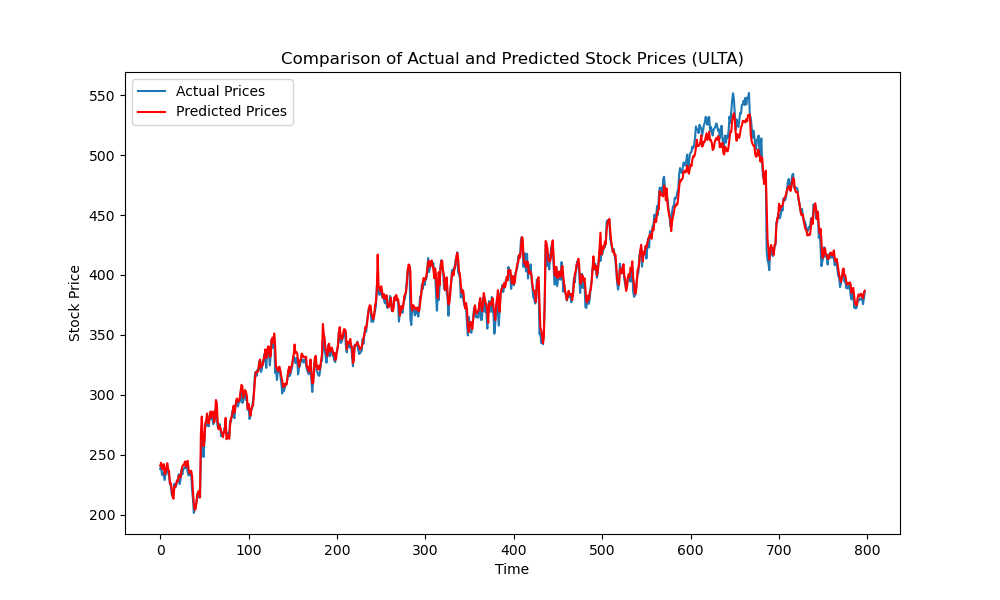 Comparison of Actual and Predicted Stock Prices (ULTA)
Actual Prices
Predicted Prices
550
500
450
400
350
300
250
200
Stock Price
0 100 200 300 400 500 600 700 800
Time